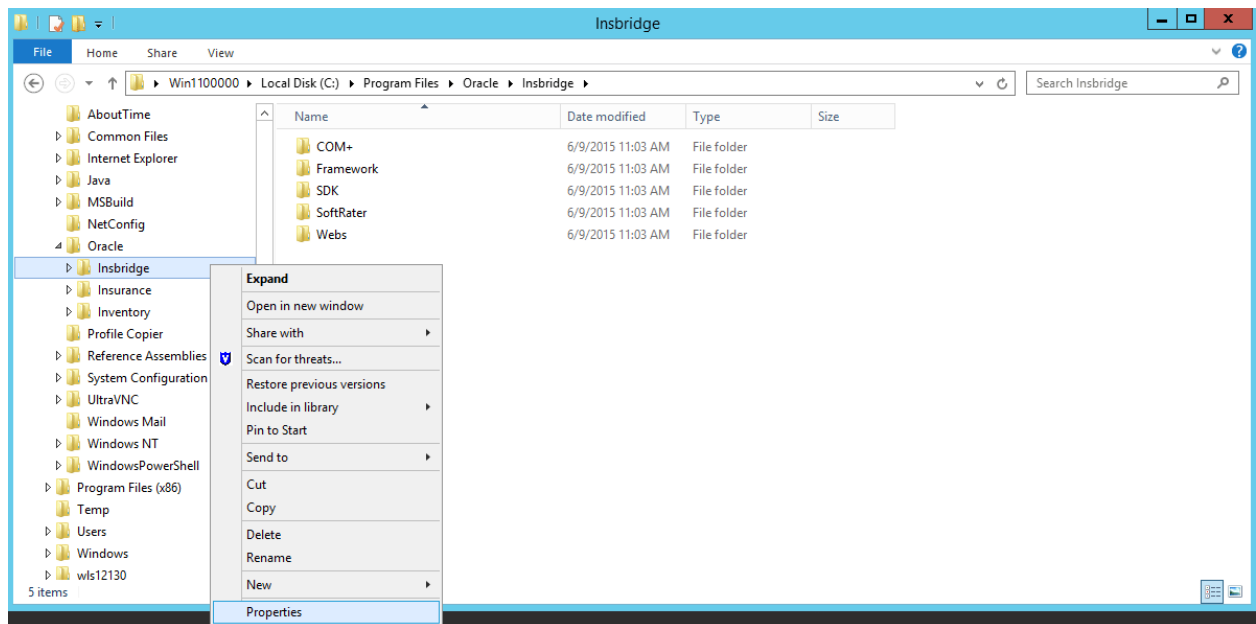 Insbridge
File Home Share View
Win1100000 Local Disk (C:) Program Files Oracle Insbridge Search Insbridge
AboutTime
Common Files
Internet Explorer
Java
MSBuild
NetConfig
Oracle
Insbridge
Insurance
Inventory
Profile Copier
Reference Assemblies
System Configuration
UltraVNC
Windows Mail
Windows NT
WindowsPowerShell
Program Files (x86)
Temp
Users
Windows
wls12130
5 items
Name Date modified Type Size
COM+ 6/9/2015 11:03 AM File folder
Framework 6/9/2015 11:03 AM File folder
SDK 6/9/2015 11:03 AM File folder
SoftRater 6/9/2015 11:03 AM File folder
Webs 6/9/2015 11:03 AM File folder
Expand
Open in new window
Share with
Scan for threats...
Restore previous versions
Include in library
Pin to Start
Send to
Cut
Copy
Delete
Rename
New
Properties